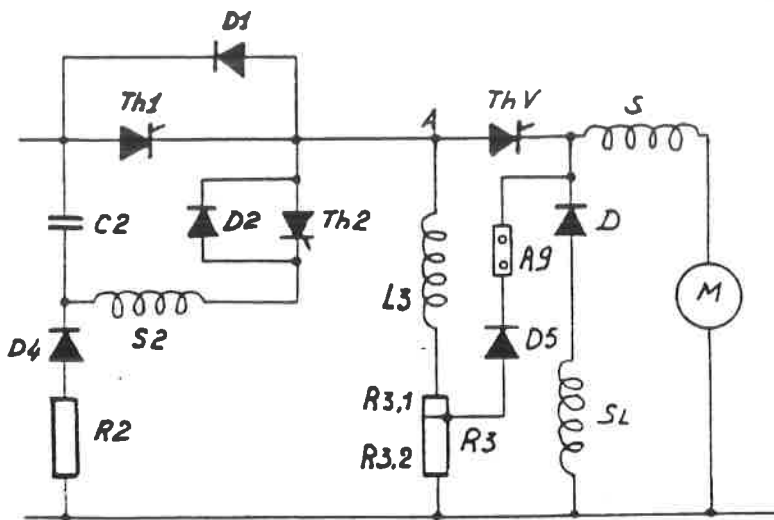 D1
Th1
A
ThV
S
C2
D2
Th2
D
A9
M
L3
S2
D4
D5
R3,1
SL
R2
R3
R3.2